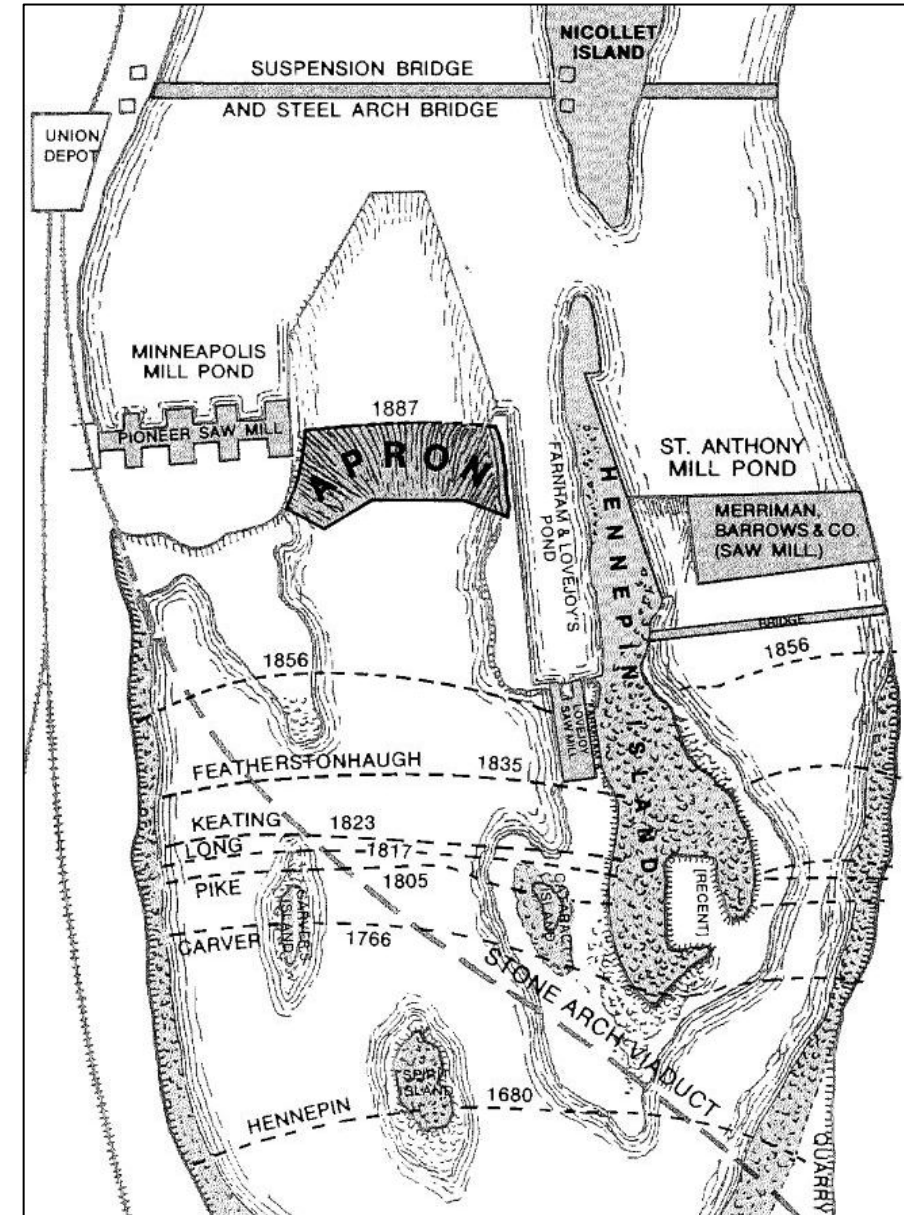 NICOLLET
ISLAND
SUSPENSION BRIDGE
AND STEEL ARCH BRIDGE
UNION
DEPOT
MINNEAPOLIS
MILL POND
PIONEER SAW MILL
1887
APRON
FARNHAM & LOVEJOY'S
POND
HENNEPIN ISLAND
ST. ANTHONY
MILL POND
MERRIMAN,
BARROWS & CO.
(SAW MILL)
BRIDGE
1856
1856
FARNHAM &
LOVEJOY
SAW MILL
FEATHERSTONHAUGH
1835
KEATING
1823
LONG
1817
PIKE
1805
CARVER
1766
CARVER'S
ISLAND
CATARACT
ISLAND
[RECENT]
STONE ARCH VIADUCT
SPIRIT
ISLAND
HENNEPIN
1680
QUARRY